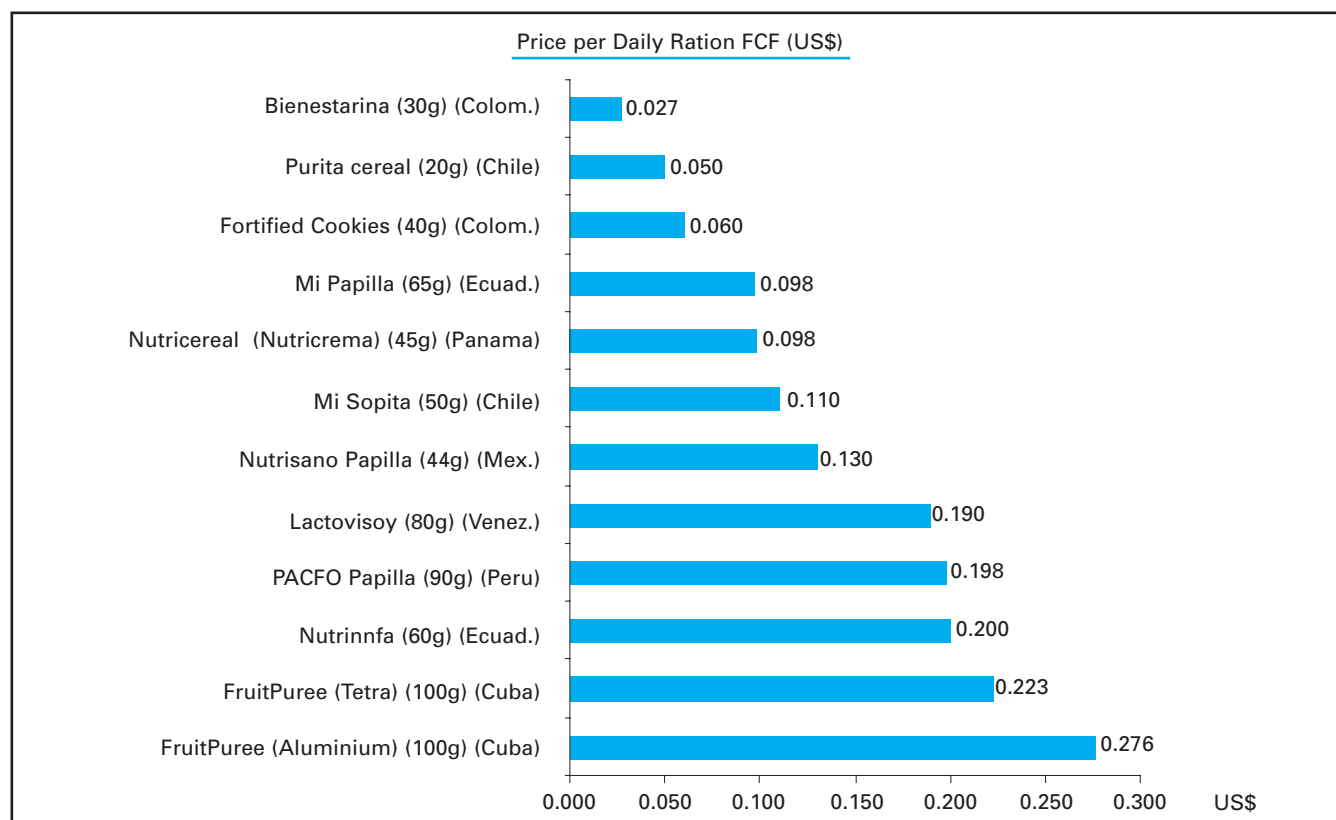 Price per Daily Ration FCF (US$)
Bienestarina (30g) (Colom.) 0.027
Purita cereal (20g) (Chile) 0.050
Fortified Cookies (40g) (Colom.) 0.060
Mi Papilla (65g) (Ecuad.) 0.098
Nutricereal (Nutricrema) (45g) (Panama) 0.098
Mi Sopita (50g) (Chile) 0.110
Nutrisano Papilla (44g) (Mex.) 0.130
Lactovisoy (80g) (Venez.) 0.190
PACFO Papilla (90g) (Peru) 0.198
Nutrinnfa (60g) (Ecuad.) 0.200
FruitPuree (Tetra) (100g) (Cuba) 0.223
FruitPuree (Aluminium) (100g) (Cuba) 0.276
0.000 0.050 0.100 0.150 0.200 0.250 0.300 US$